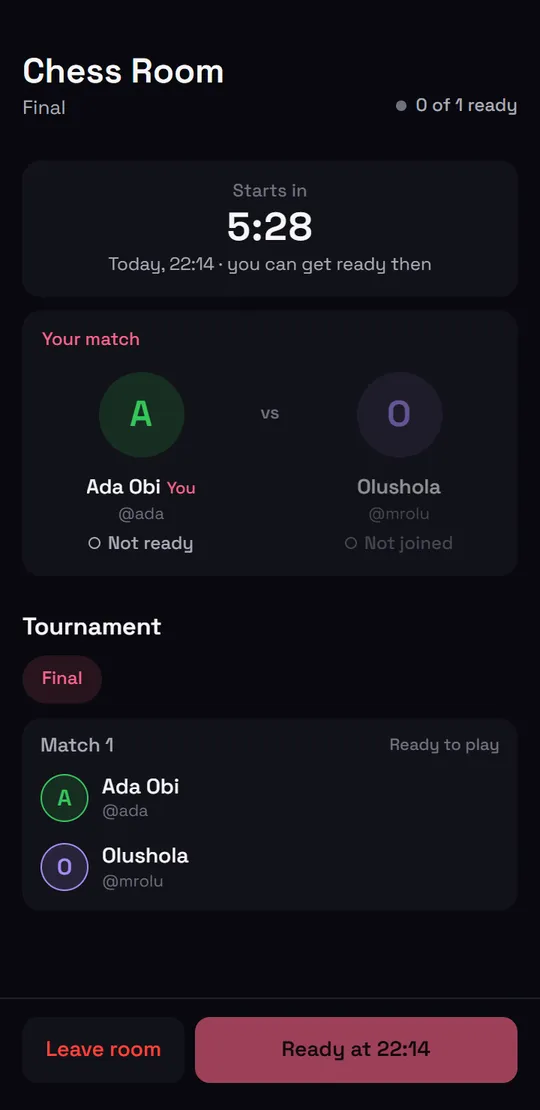 Chess Room
Final
0 of 1 ready
Starts in
5:28
Today, 22:14 · you can get ready then
Your match
A
vs
O
Ada Obi You
Olushola
@ada
@mrolu
Not ready
Not joined
Tournament
Final
Match 1
Ready to play
A
Ada Obi
@ada
O
Olushola
@mrolu
Leave room
Ready at 22:14